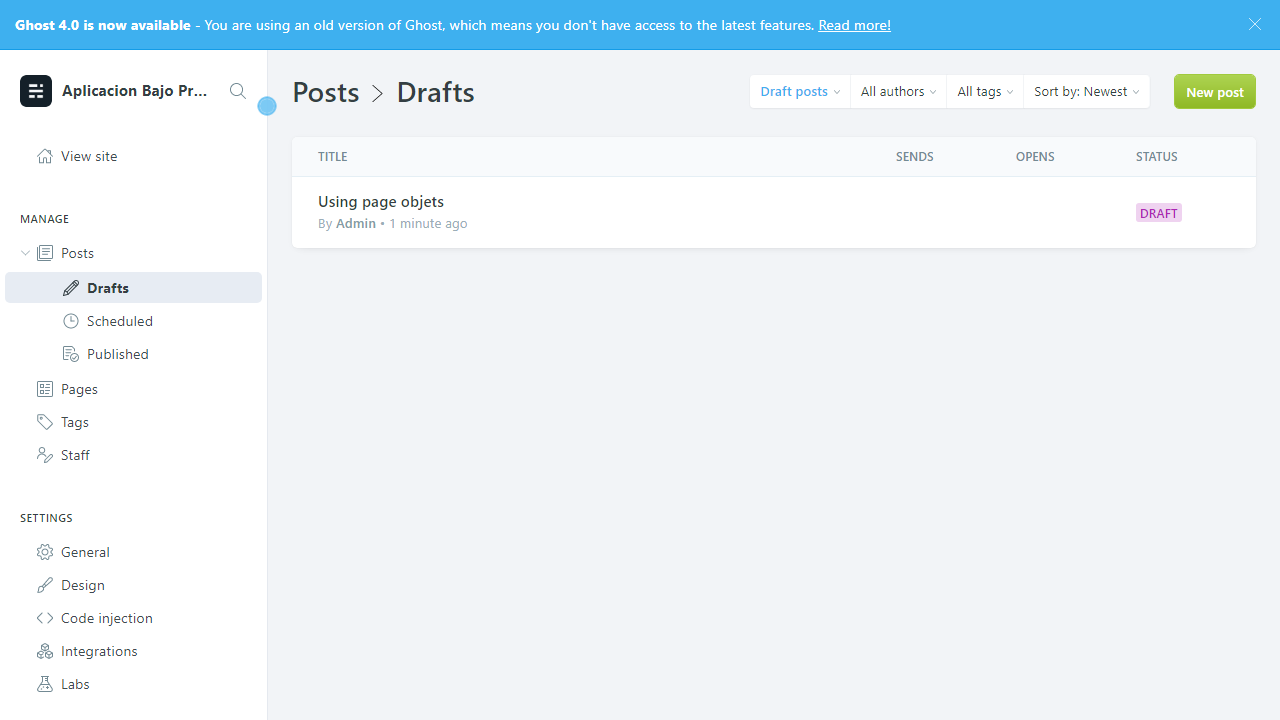 Ghost 4.0 is now available - You are using an old version of Ghost, which means you don't have access to the latest features. Read more!
Aplicacion Bajo Pr...
View site
MANAGE
Posts
Drafts
Scheduled
Published
Pages
Tags
Staff
SETTINGS
General
Design
Code injection
Integrations
Labs
Posts > Drafts
Draft posts
All authors
All tags
Sort by: Newest
New post
TITLE SENDS OPENS STATUS
Using page objets
By Admin • 1 minute ago
DRAFT